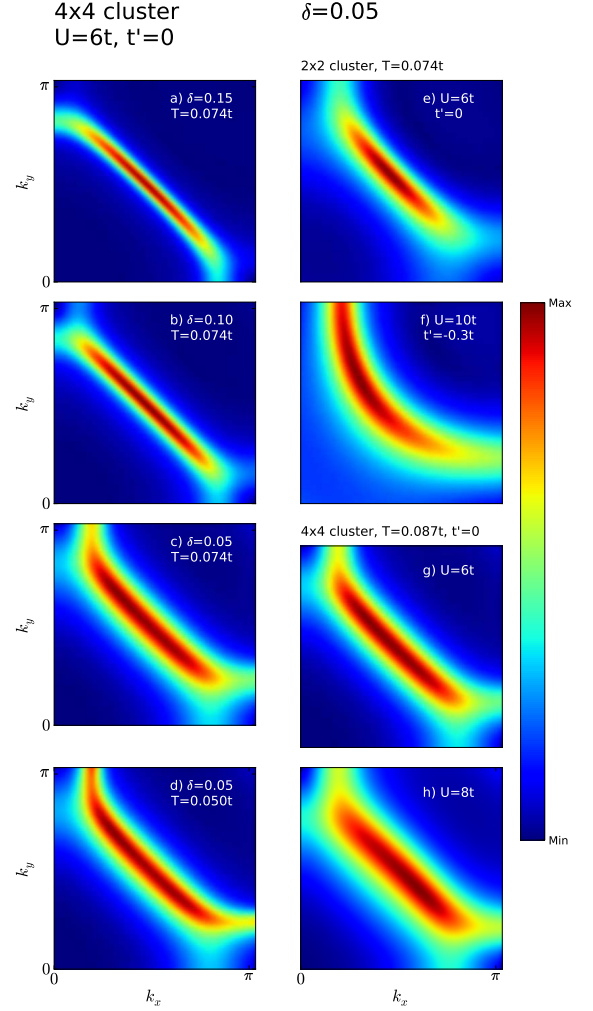 4x4 cluster
U=6t, t'=0
δ=0.05
2x2 cluster, T=0.074t
π
k_y
0
a) δ=0.15
T=0.074t
e) U=6t
t'=0
π
k_y
0
b) δ=0.10
T=0.074t
f) U=10t
t'=-0.3t
Max
Min
4x4 cluster, T=0.087t, t'=0
π
k_y
0
c) δ=0.05
T=0.074t
g) U=6t
π
k_y
0
d) δ=0.05
T=0.050t
h) U=8t
0
π
k_x
0
π
k_x